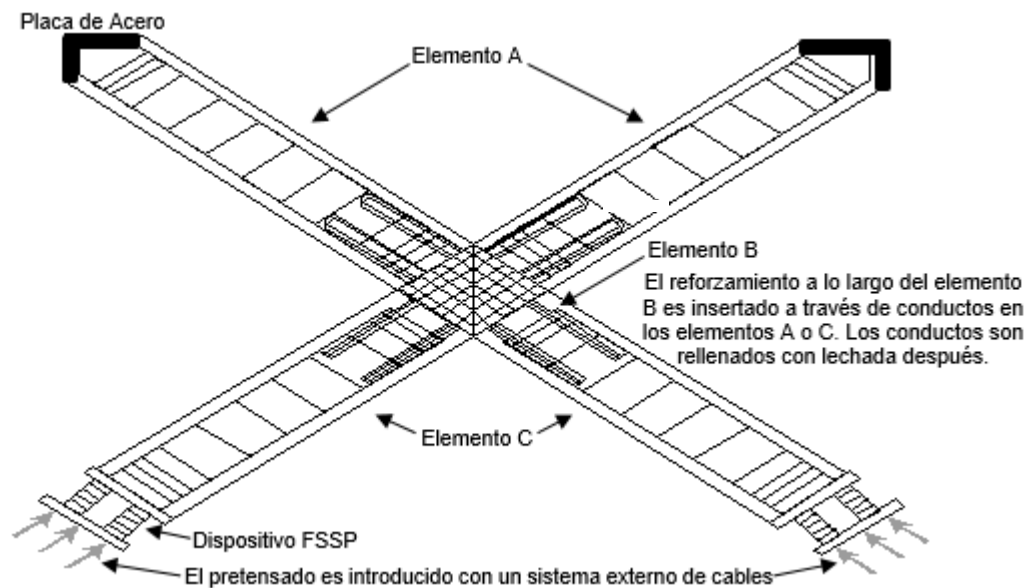 Placa de Acero
Elemento A
Elemento B
El reforzamiento a lo largo del elemento
B es insertado a través de conductos en
los elementos A o C. Los conductos son
rellenados con lechada después.
Elemento C
Dispositivo FSSP
El pretensado es introducido con un sistema externo de cables